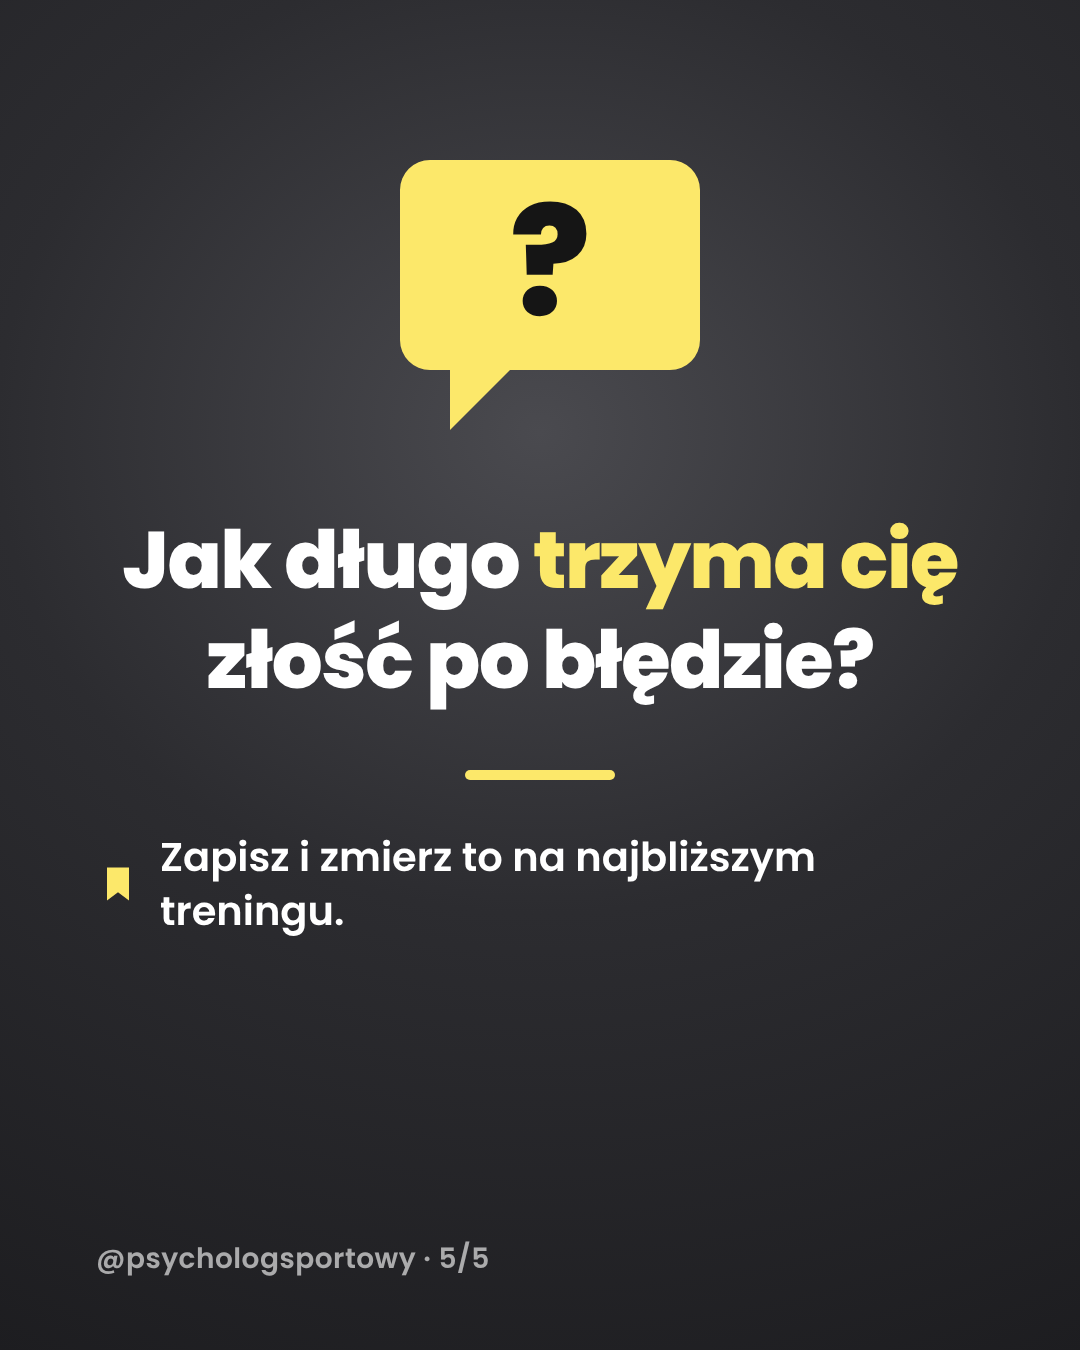 ?
Jak długo trzyma cię
złość po błędzie?
Zapisz i zmierz to na najbliższym
treningu.
@psychologsportowy · 5/5